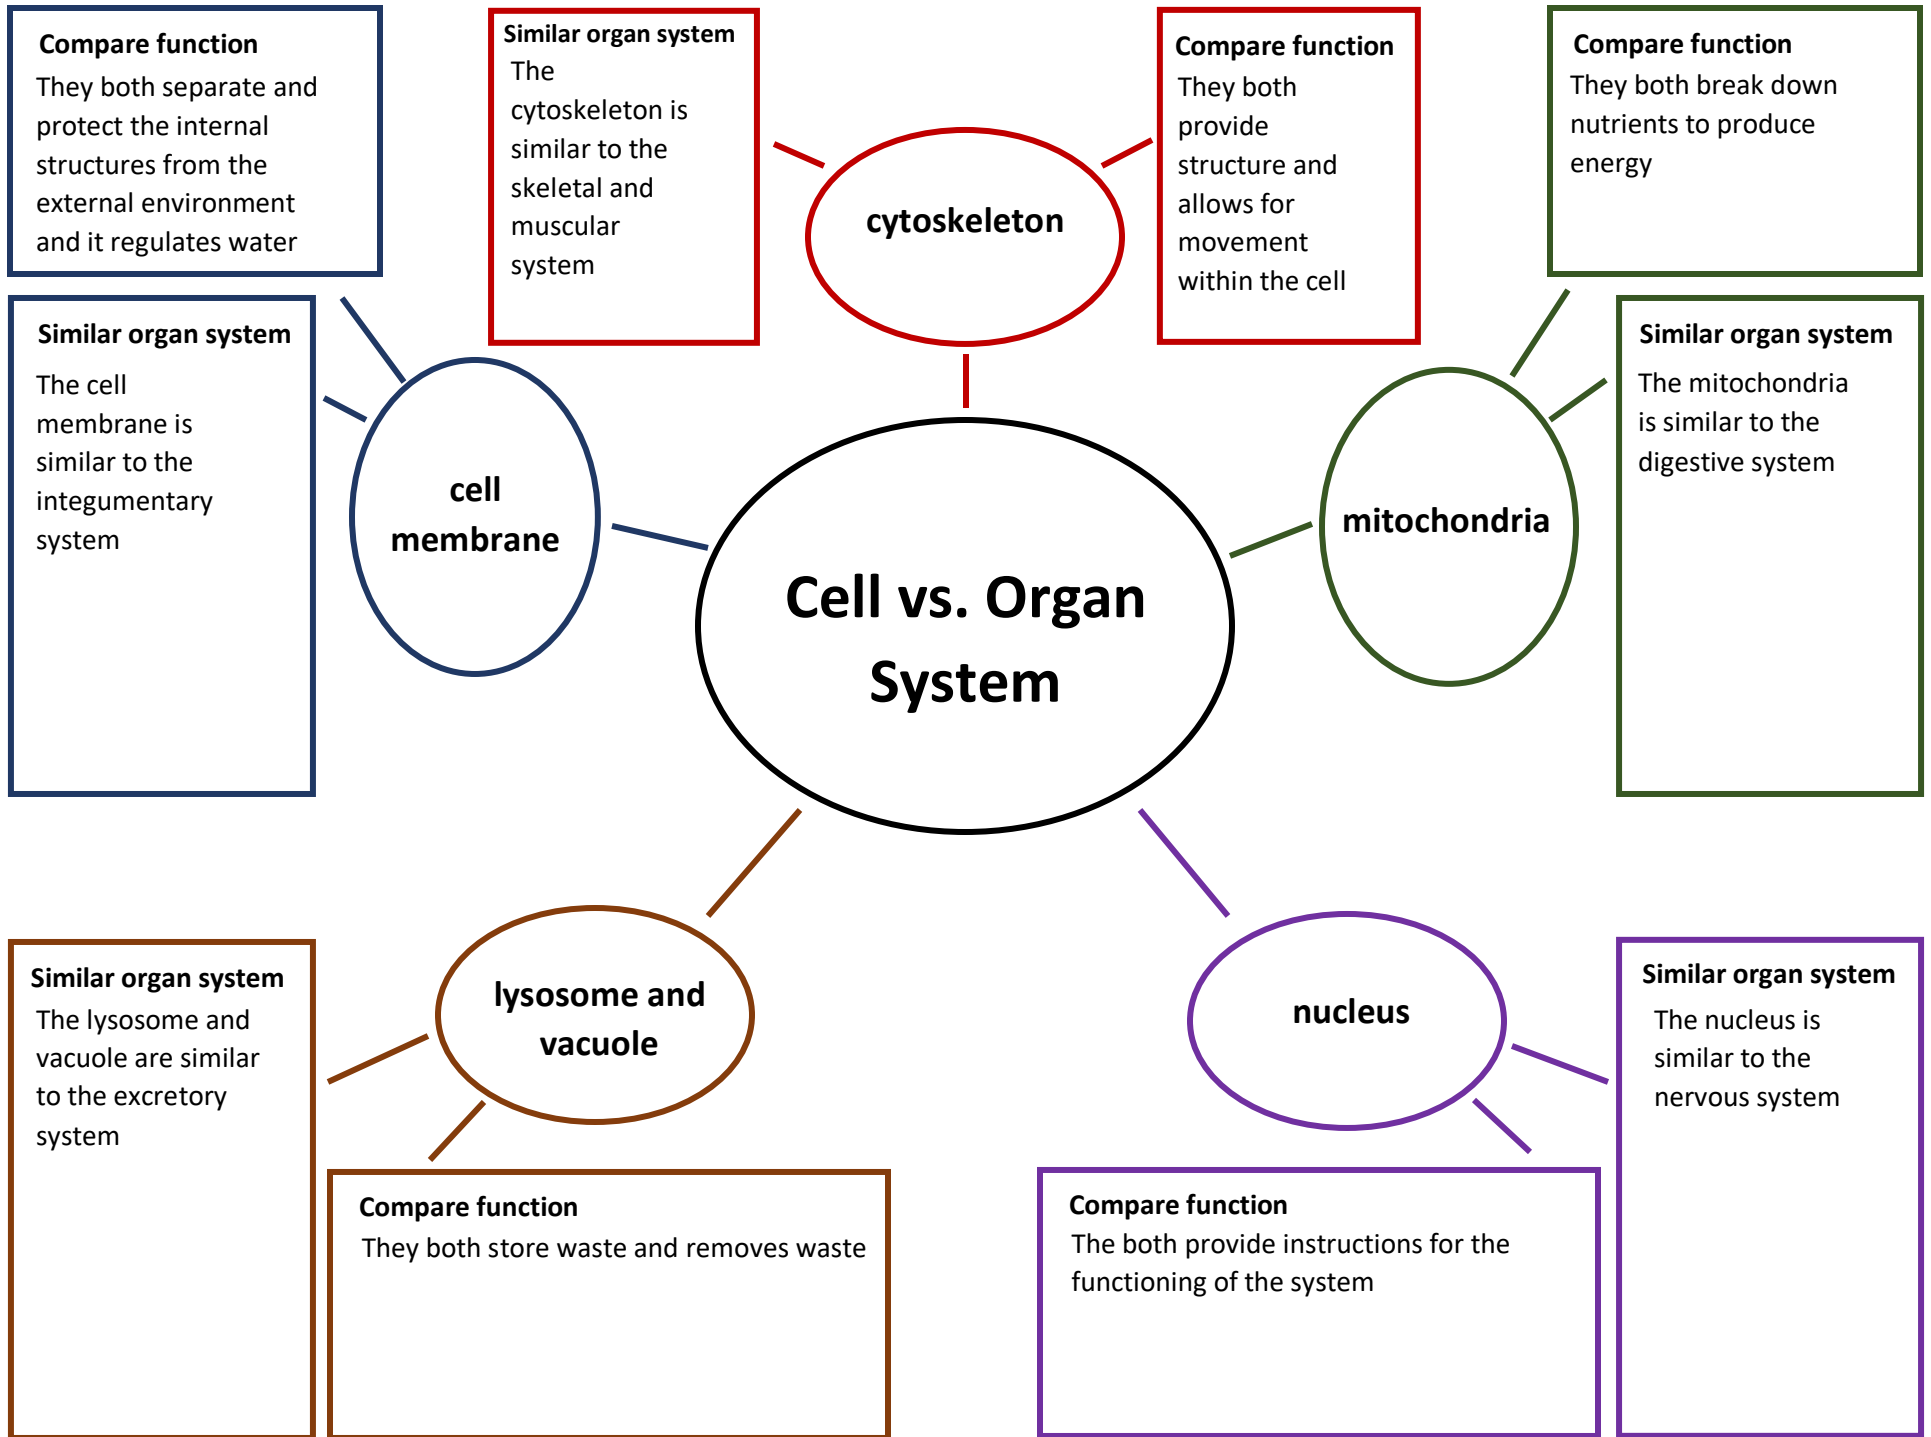 Compare function
They both separate and
protect the internal
structures from the
external environment
and it regulates water
Similar organ system
The cell
membrane is
similar to the
integumentary
system
cell
membrane
Similar organ system
The
cytoskeleton is
similar to the
skeletal and
muscular
system
cytoskeleton
Compare function
They both
provide
structure and
allows for
movement
within the cell
Compare function
They both break down
nutrients to produce
energy
Similar organ system
The mitochondria
is similar to the
digestive system
mitochondria
Cell vs. Organ
System
lysosome and
vacuole
Similar organ system
The lysosome and
vacuole are similar
to the excretory
system
Compare function
They both store waste and removes waste
nucleus
Similar organ system
The nucleus is
similar to the
nervous system
Compare function
The both provide instructions for the
functioning of the system